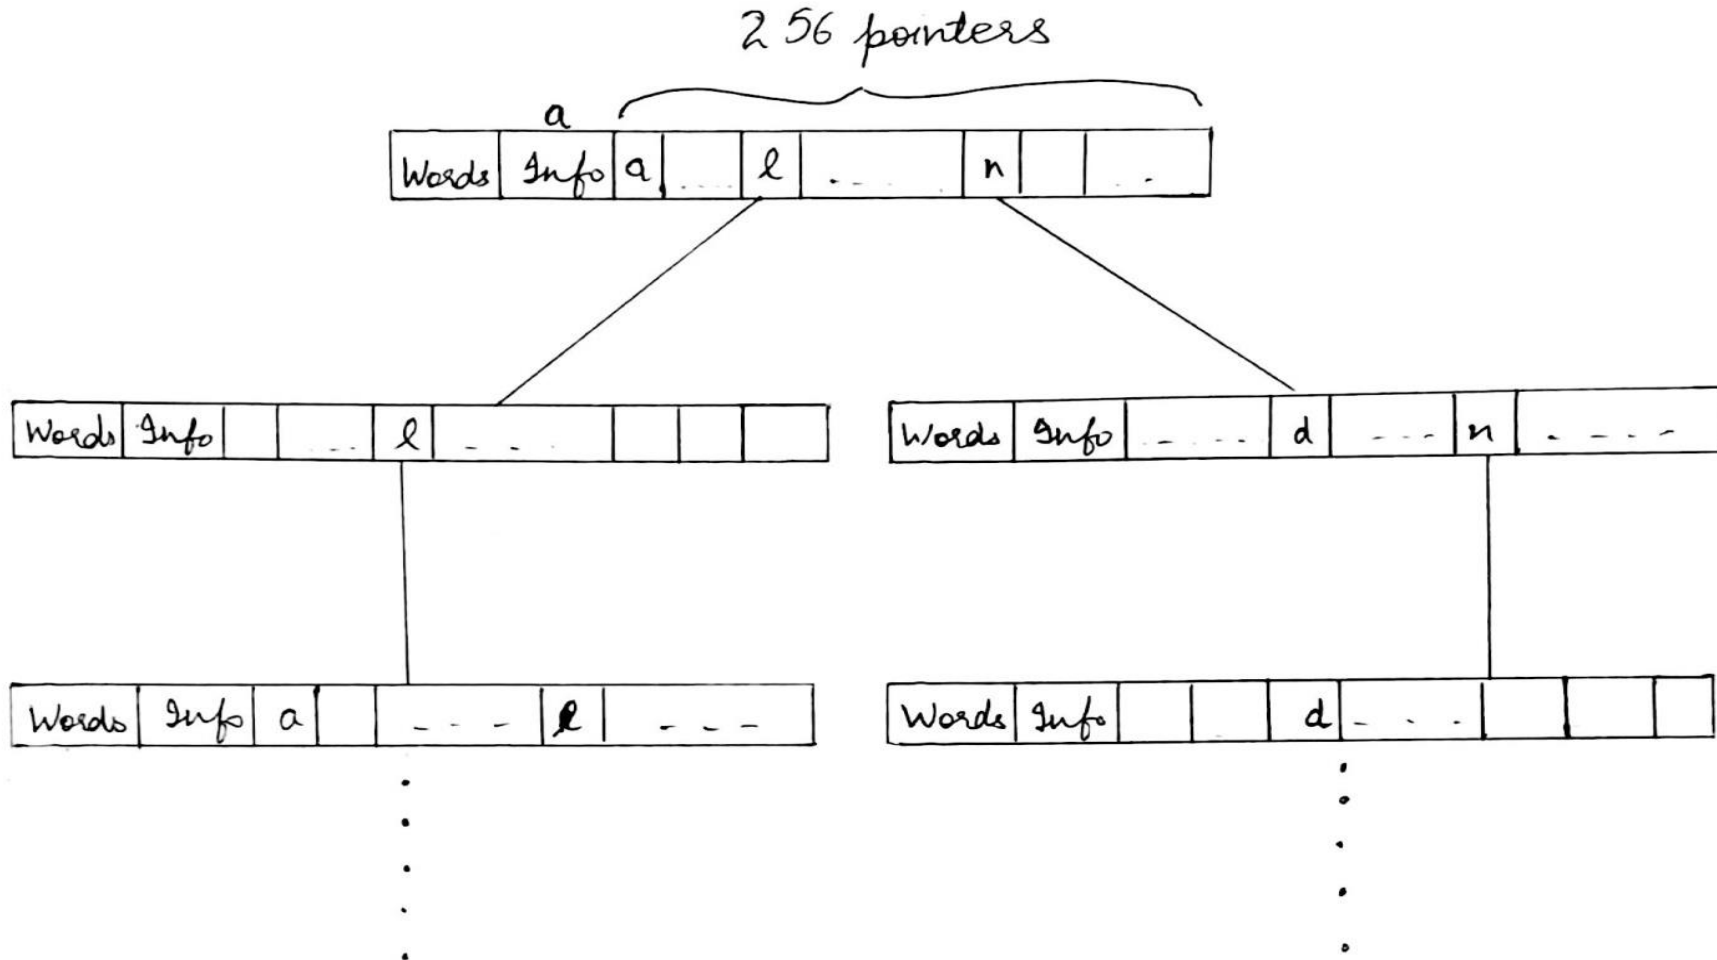 256 pointers
a
Words Info a .... l .... n .
Words Info ... l ...
Words Info ..... d ... n ....
Words Info a --- l ---
Words Info d ....